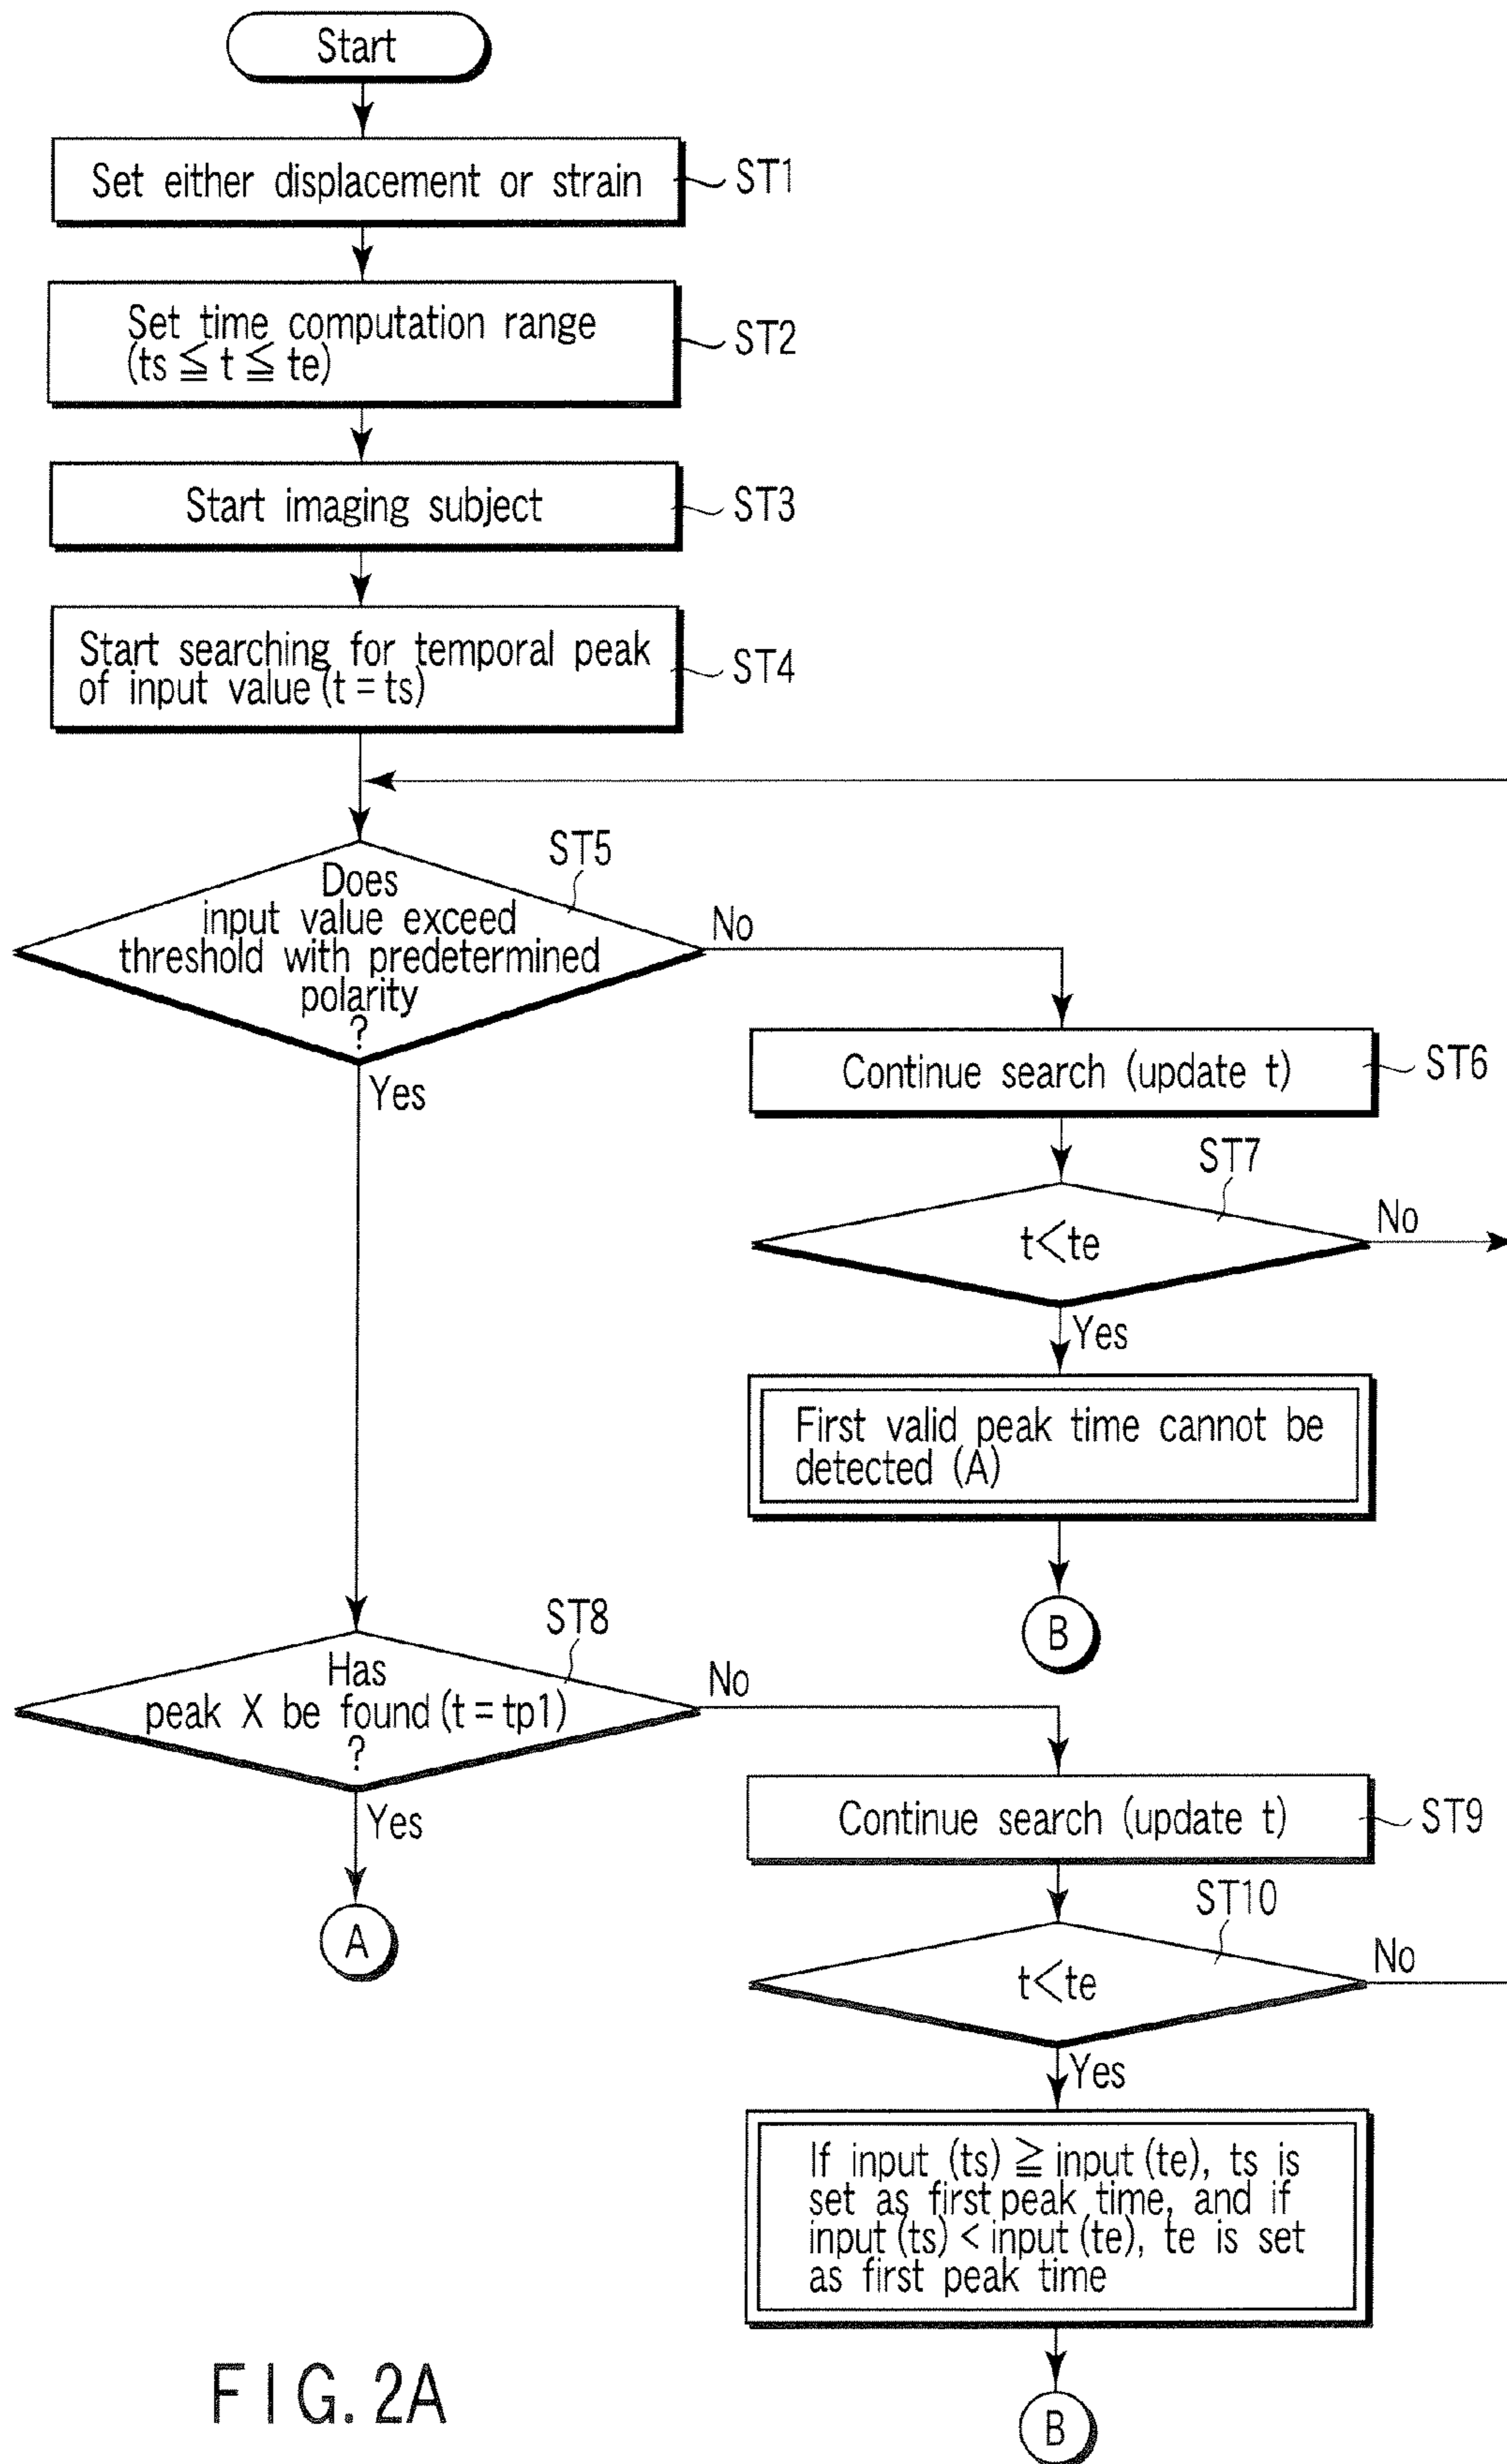 Start
Set either displacement or strain
ST1
Set time computation range
(ts ≦ t ≦ te)
ST2
Start imaging subject
ST3
Start searching for temporal peak
of input value (t = ts)
ST4
ST5
Does
input value exceed
threshold with predetermined
polarity
?
No
Yes
Continue search (update t)
ST6
ST7
t<te
No
Yes
First valid peak time cannot be
detected (A)
B
ST8
Has
peak X be found (t = tp1)
?
No
Yes
A
Continue search (update t)
ST9
ST10
t<te
No
Yes
If input (ts) ≧ input (te), ts is
set as first peak time, and if
input (ts) < input (te), te is set
as first peak time
B
FIG. 2A